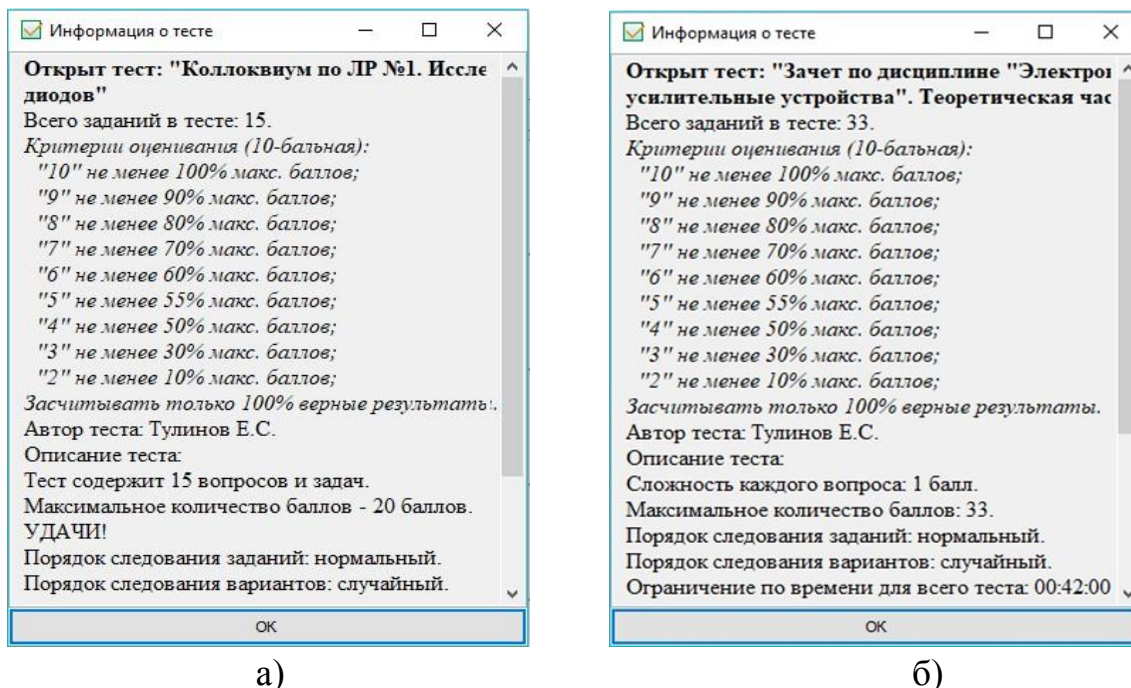 Информация о тесте
Открыт тест: "Коллоквиум по ЛР №1. Иссле
диодов"
Всего заданий в тесте: 15.
Критерии оценивания (10-бальная):
"10" не менее 100% макс. баллов;
"9" не менее 90% макс. баллов;
"8" не менее 80% макс. баллов;
"7" не менее 70% макс. баллов;
"6" не менее 60% макс. баллов;
"5" не менее 55% макс. баллов;
"4" не менее 50% макс. баллов;
"3" не менее 30% макс. баллов;
"2" не менее 10% макс. баллов;
Засчитывать только 100% верные результаты.
Автор теста: Тулинов Е.С.
Описание теста:
Тест содержит 15 вопросов и задач.
Максимальное количество баллов - 20 баллов.
УДАЧИ!
Порядок следования заданий: нормальный.
Порядок следования вариантов: случайный.
OK
а)
Информация о тесте
Открыт тест: "Зачет по дисциплине "Электрон
усилительные устройства". Теоретическая час
Всего заданий в тесте: 33.
Критерии оценивания (10-бальная):
"10" не менее 100% макс. баллов;
"9" не менее 90% макс. баллов;
"8" не менее 80% макс. баллов;
"7" не менее 70% макс. баллов;
"6" не менее 60% макс. баллов;
"5" не менее 55% макс. баллов;
"4" не менее 50% макс. баллов;
"3" не менее 30% макс. баллов;
"2" не менее 10% макс. баллов;
Засчитывать только 100% верные результаты.
Автор теста: Тулинов Е.С.
Описание теста:
Сложность каждого вопроса: 1 балл.
Максимальное количество баллов: 33.
Порядок следования заданий: нормальный.
Порядок следования вариантов: случайный.
Ограничение по времени для всего теста: 00:42:00
OK
б)